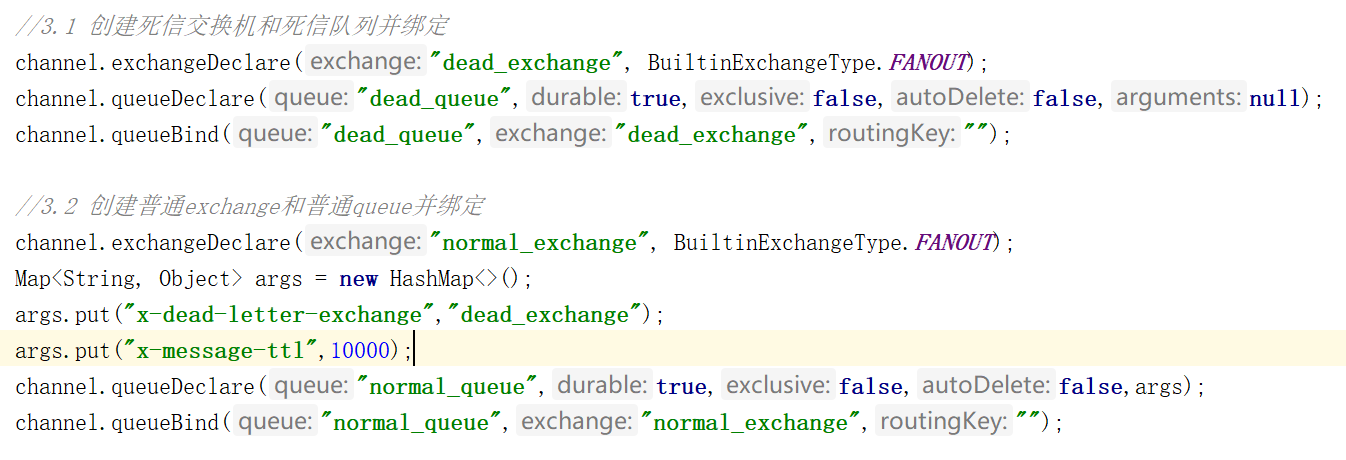 //3.1 创建死信交换机和死信队列并绑定
channel.exchangeDeclare( exchange: "dead_exchange", BuiltinExchangeType.FANOUT);
channel.queueDeclare( queue: "dead_queue", durable: true, exclusive: false, autoDelete: false, arguments: null);
channel.queueBind( queue: "dead_queue", exchange: "dead_exchange", routingKey: "");
//3.2 创建普通exchange和普通queue并绑定
channel.exchangeDeclare( exchange: "normal_exchange", BuiltinExchangeType.FANOUT);
Map<String, Object> args = new HashMap<>();
args.put("x-dead-letter-exchange","dead_exchange");
args.put("x-message-ttl",10000);
channel.queueDeclare( queue: "normal_queue", durable: true, exclusive: false, autoDelete: false,args);
channel.queueBind( queue: "normal_queue", exchange: "normal_exchange", routingKey: "");